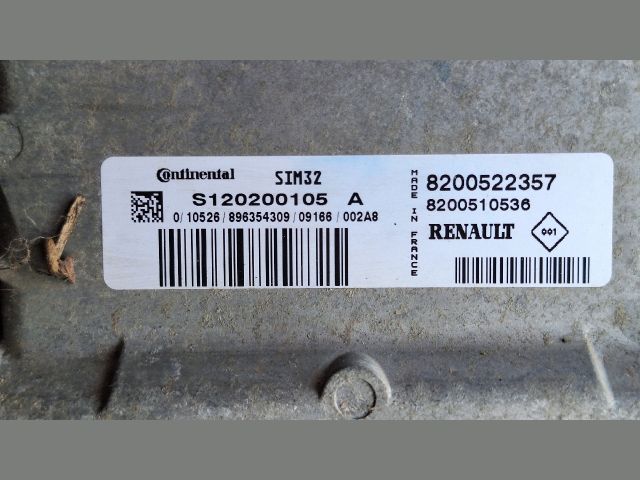 Continental SIM32
S120200105 A
0/10526/896354309/09166/002A8
MADE IN FRANCE
8200522357
8200510536
RENAULT 001